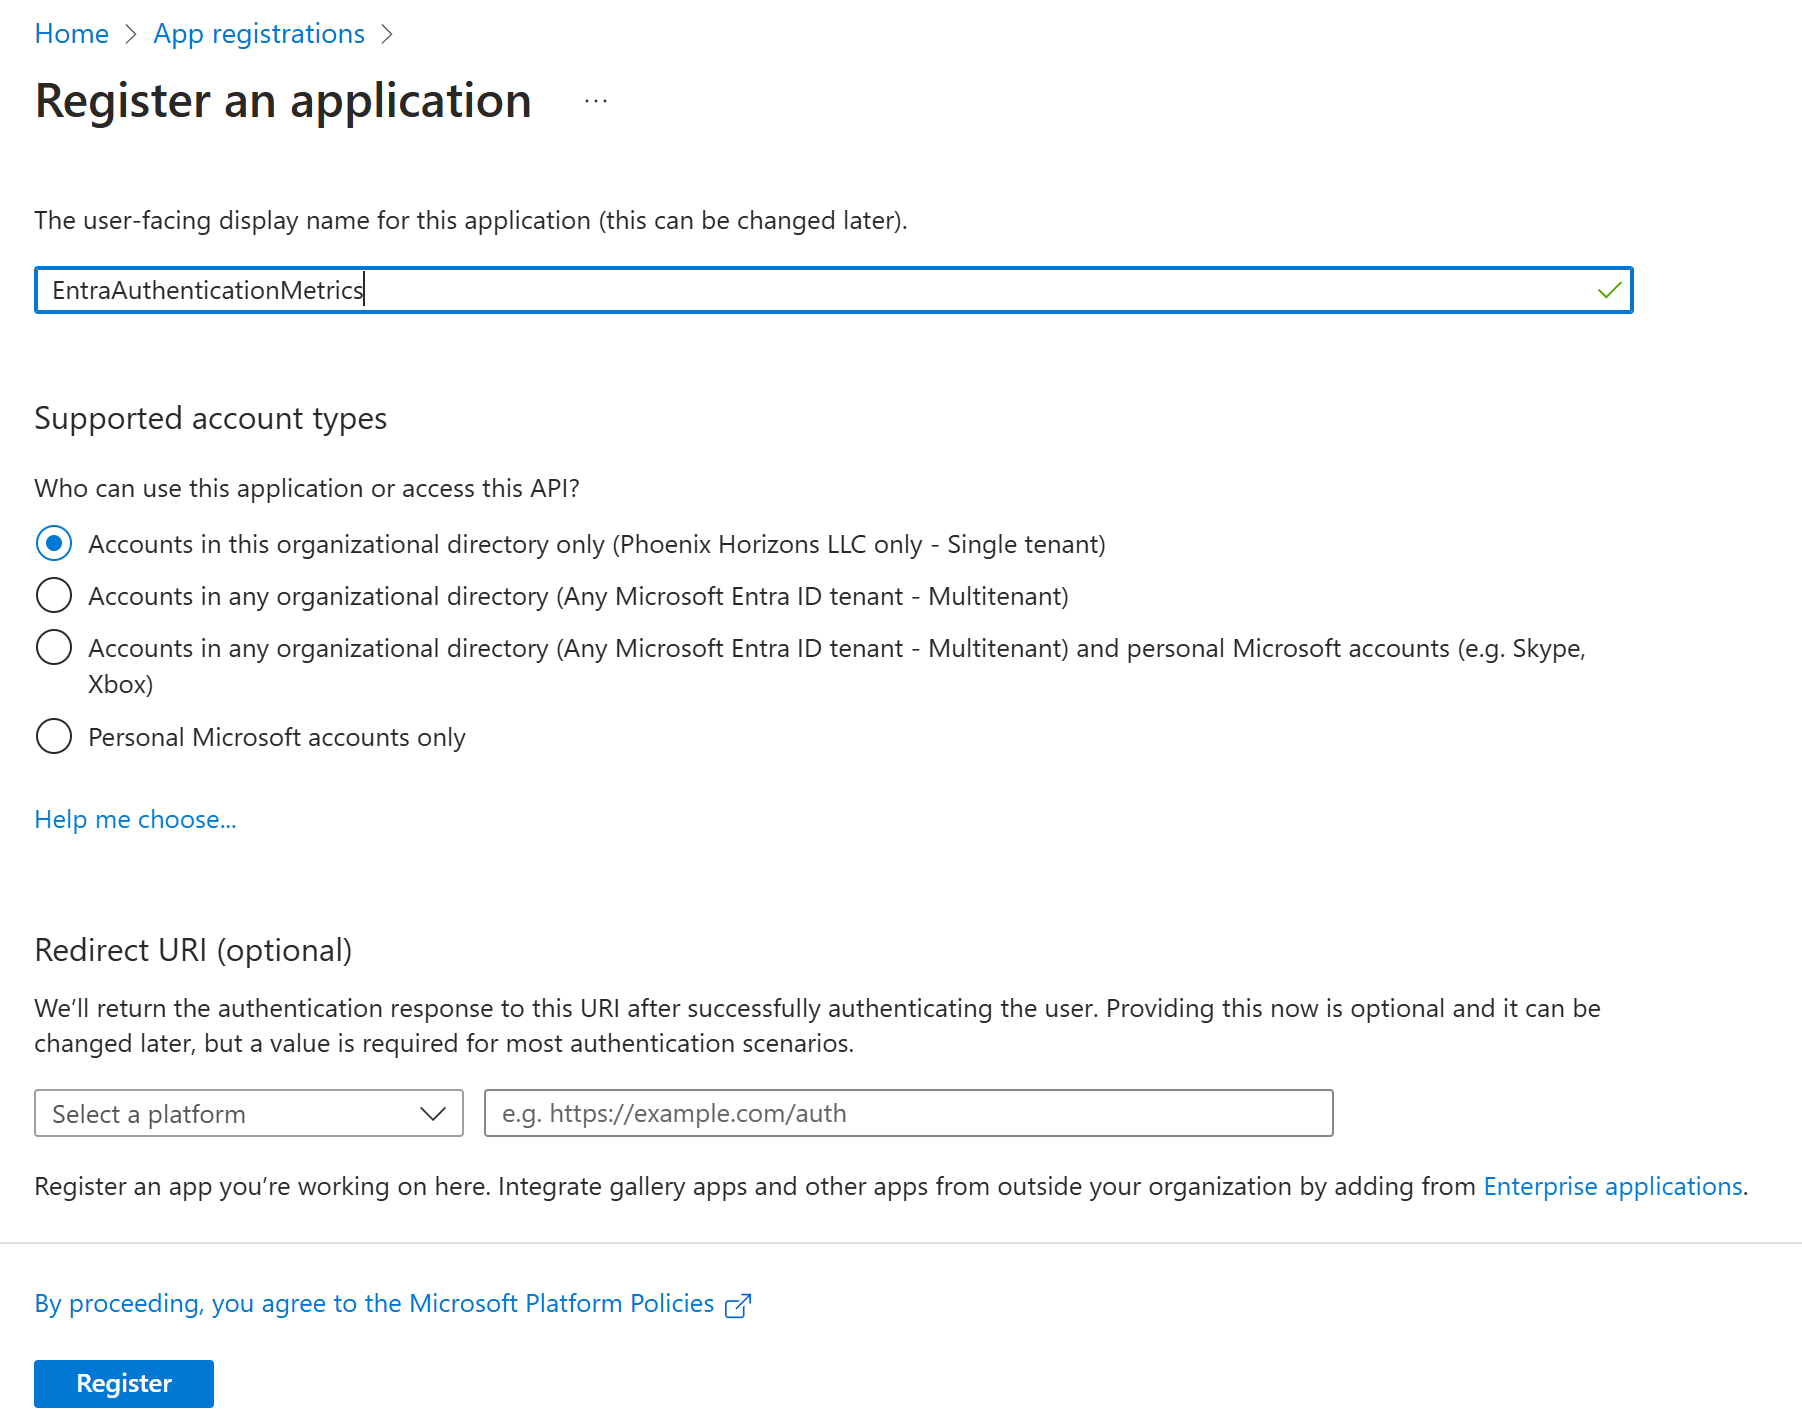 Home > App registrations >
Register an application ...
The user-facing display name for this application (this can be changed later).
EntraAuthenticationMetrics
Supported account types
Who can use this application or access this API?
Accounts in this organizational directory only (Phoenix Horizons LLC only - Single tenant)
Accounts in any organizational directory (Any Microsoft Entra ID tenant - Multitenant)
Accounts in any organizational directory (Any Microsoft Entra ID tenant - Multitenant) and personal Microsoft accounts (e.g. Skype,
Xbox)
Personal Microsoft accounts only
Help me choose...
Redirect URI (optional)
We’ll return the authentication response to this URI after successfully authenticating the user. Providing this now is optional and it can be
changed later, but a value is required for most authentication scenarios.
Select a platform e.g. https://example.com/auth
Register an app you’re working on here. Integrate gallery apps and other apps from outside your organization by adding from Enterprise applications.
By proceeding, you agree to the Microsoft Platform Policies
Register